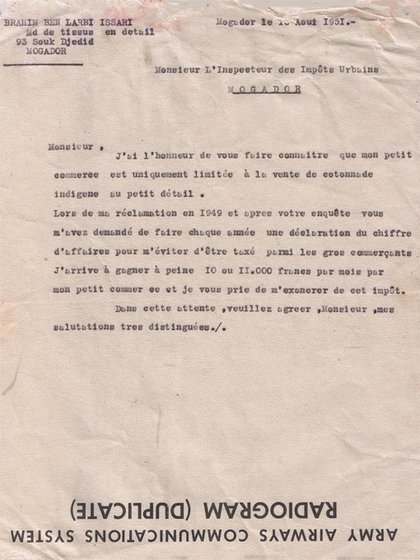 BRAHIM BEN LARBI ISSARI
Md de tissus en detail
93 Souk Djedid
MOGADOR
Mogador le Aout 1951.-
Monsieur L'Inspecteur des Impôts Urbains
MOGADOR
Monsieur ,
J'ai l'honneur de vous faire connaitre que mon petit
commerce est uniquement limitée à la vente de cotonnade
indigene au petit détail .
Lors de ma réclamation en 1949 et apres votre enquête vous
m'avez demandé de faire chaque année une déclaration du chiffre
d'affaires pour m'éviter d'être taxé parmi les gros commerçants
J'arrive à gagner à peine 10 ou 11.000 francs par mois par
mon petit commer ce et je vous prie de m'exonerer de cet impôt.
Dans cette attente ,veuillez agreer ,Monsieur ,mes
salutations tres distinguées./.
ARMY AIRWAYS COMMUNICATIONS SYSTEM
RADIOGRAM (DUPLICATE)